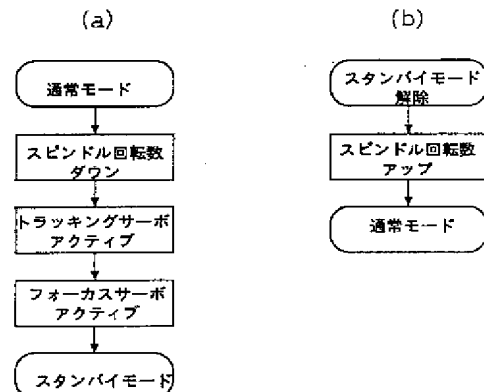 (a)
通常モード
スピンドル回転数
ダウン
トラッキングサーボ
アクティブ
フォーカスサーボ
アクティブ
スタンバイモード
(b)
スタンバイモード
解除
スピンドル回転数
アップ
通常モード